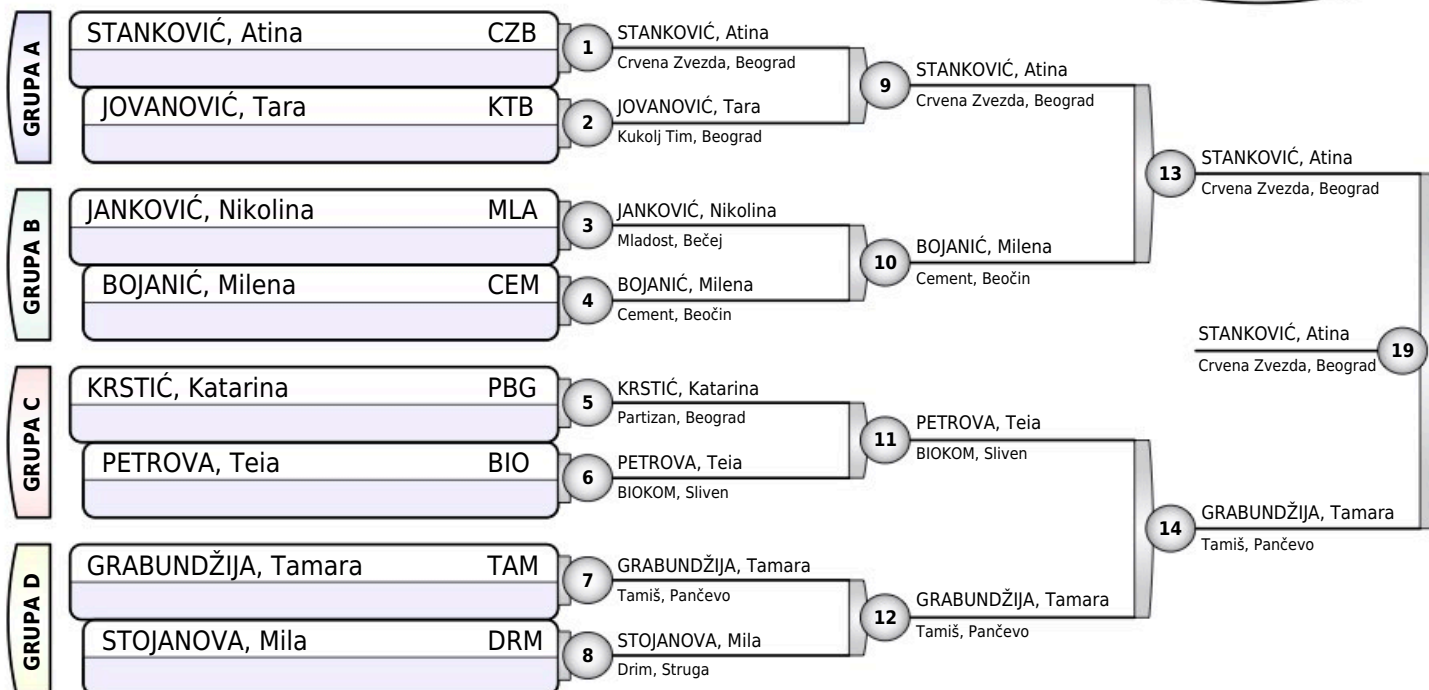 GRUPA A
STANKOVIĆ, Atina CZB
JOVANOVIĆ, Tara KTB
GRUPA B
JANKOVIĆ, Nikolina MLA
BOJANIĆ, Milena CEM
GRUPA C
KRSTIĆ, Katarina PBG
PETROVA, Teia BIO
GRUPA D
GRABUNDŽIJA, Tamara TAM
STOJANOVA, Mila DRM
1
STANKOVIĆ, Atina
Crvena Zvezda, Beograd
2
JOVANOVIĆ, Tara
Kukolj Tim, Beograd
3
JANKOVIĆ, Nikolina
Mladost, Bečej
4
BOJANIĆ, Milena
Cement, Beočin
5
KRSTIĆ, Katarina
Partizan, Beograd
6
PETROVA, Teia
BIOKOM, Sliven
7
GRABUNDŽIJA, Tamara
Tamiš, Pančevo
8
STOJANOVA, Mila
Drim, Struga
9
STANKOVIĆ, Atina
Crvena Zvezda, Beograd
10
BOJANIĆ, Milena
Cement, Beočin
11
PETROVA, Teia
BIOKOM, Sliven
12
GRABUNDŽIJA, Tamara
Tamiš, Pančevo
13
STANKOVIĆ, Atina
Crvena Zvezda, Beograd
14
GRABUNDŽIJA, Tamara
Tamiš, Pančevo
STANKOVIĆ, Atina
Crvena Zvezda, Beograd
19